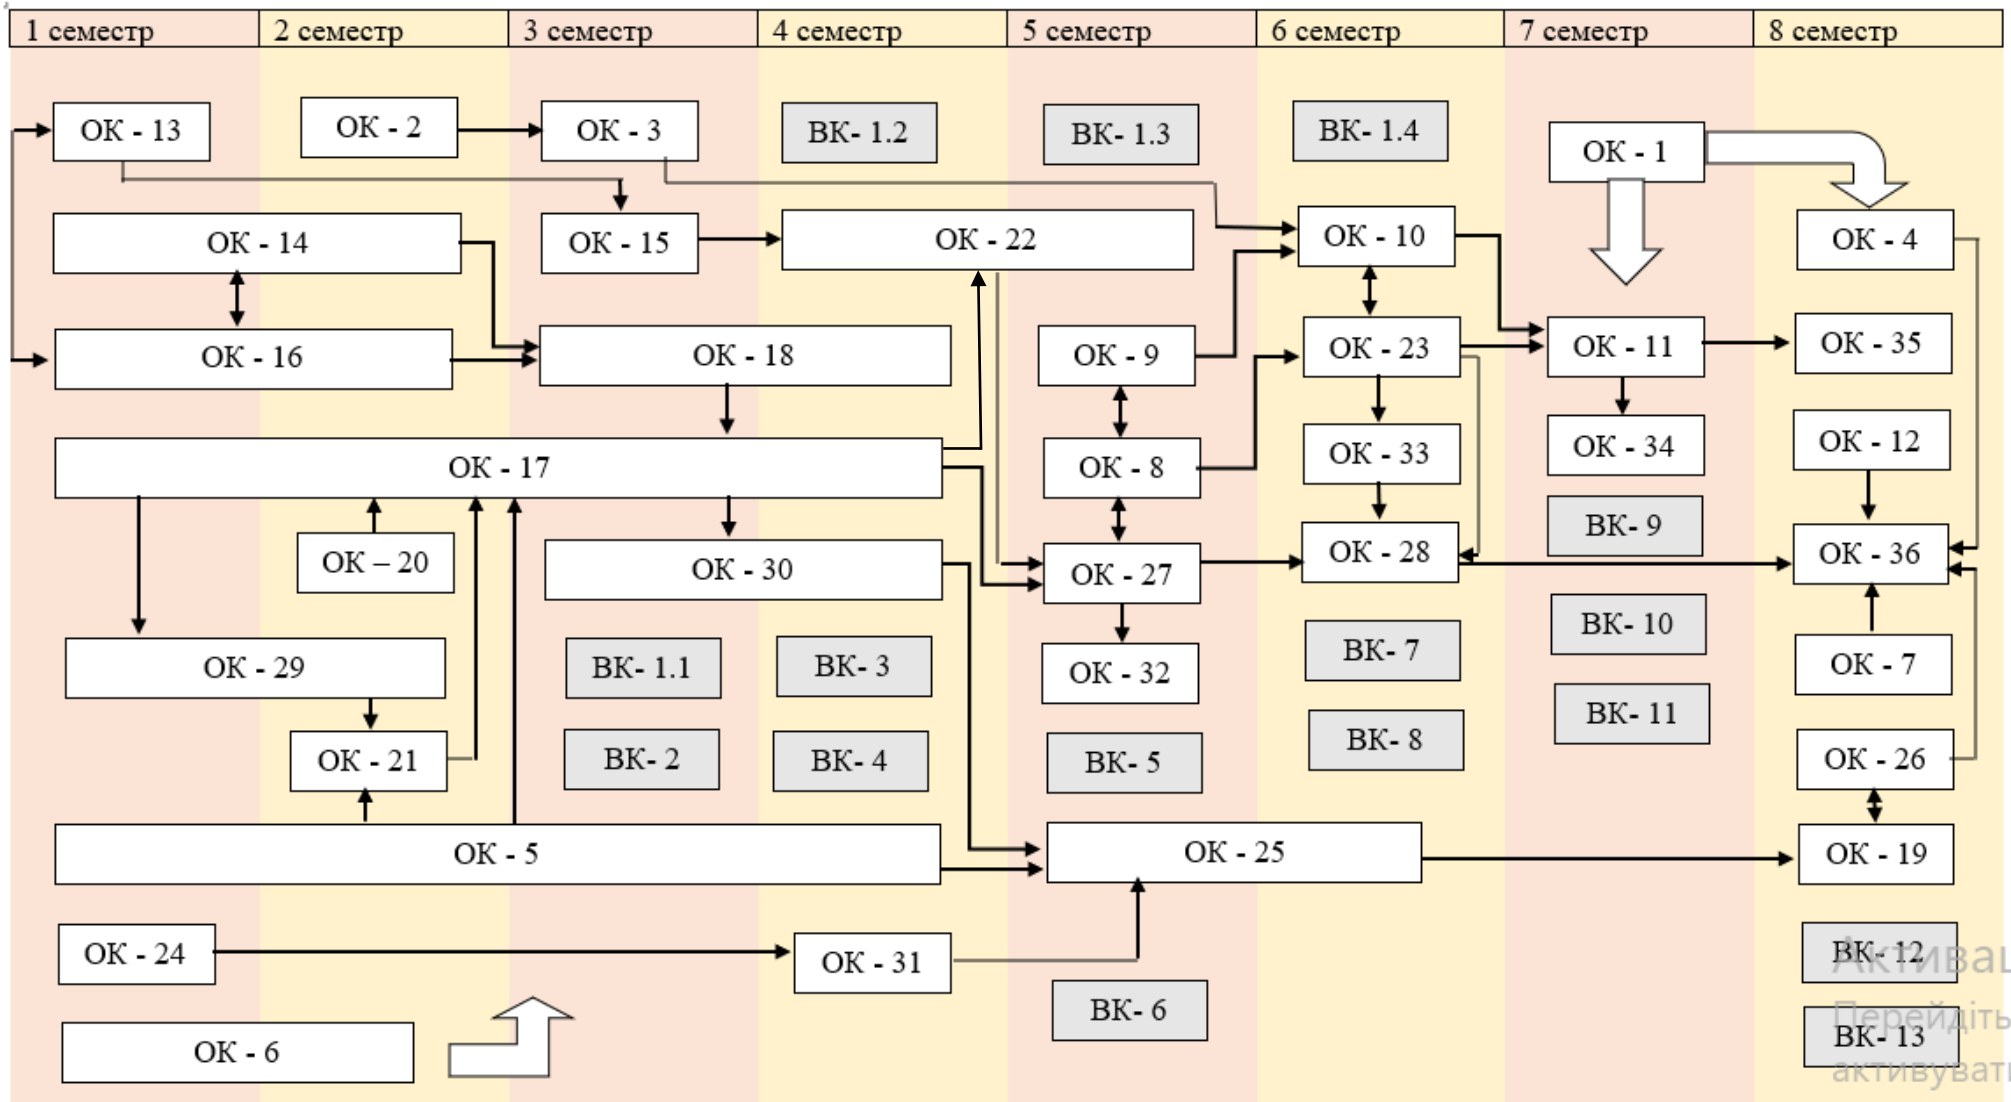 1 семестр 2 семестр 3 семестр 4 семестр 5 семестр 6 семестр 7 семестр 8 семестр
ОК - 13
ОК - 2
ОК - 3
ВК- 1.2
ВК- 1.3
ВК- 1.4
ОК - 1
ОК - 14
ОК - 15
ОК - 22
ОК - 10
ОК - 4
ОК - 16
ОК - 18
ОК - 9
ОК - 23
ОК - 11
ОК - 35
ОК - 17
ОК - 8
ОК - 33
ОК - 34
ОК - 12
ОК – 20
ОК - 30
ОК - 27
ОК - 28
ВК- 9
ОК - 36
ОК - 29
ВК- 1.1
ВК- 3
ОК - 32
ВК- 7
ВК- 10
ОК - 7
ОК - 21
ВК- 2
ВК- 4
ВК- 5
ВК- 8
ВК- 11
ОК - 26
ОК - 5
ОК - 25
ОК - 19
ОК - 24
ОК - 31
ВК- 12
ОК - 6
ВК- 6
ВК- 13